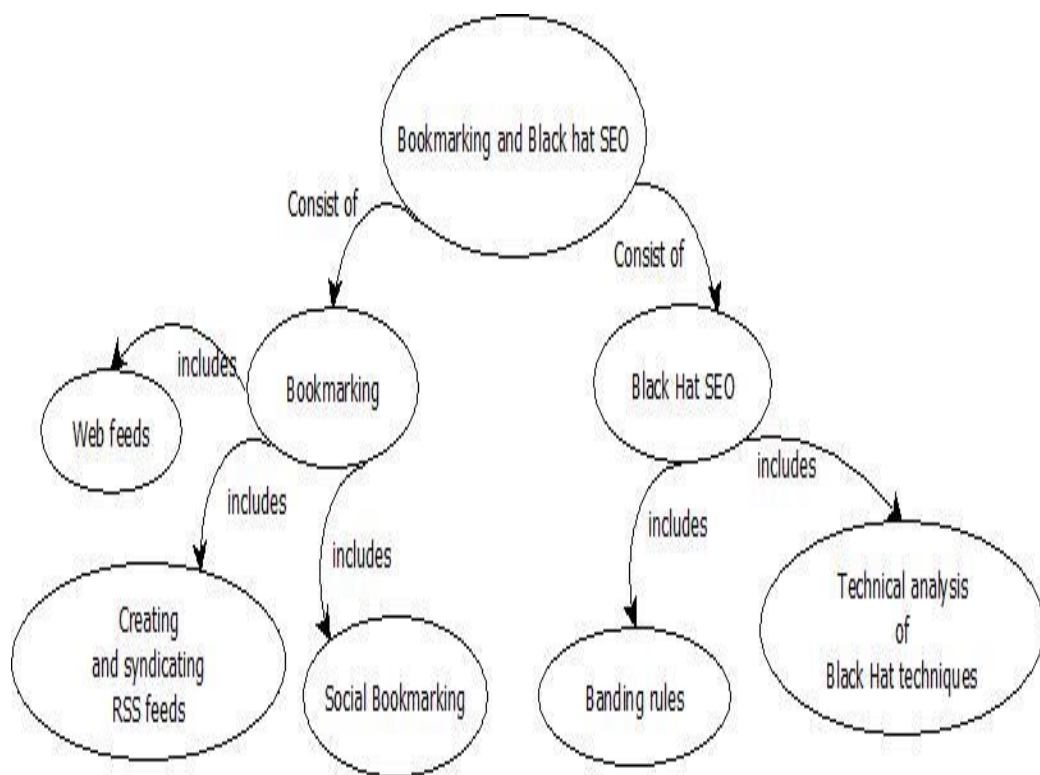 Bookmarking and Black hat SEO
Consist of
Consist of
includes
Bookmarking
Black Hat SEO
Web feeds
includes
includes
includes
includes
Creating
and syndicating
RSS feeds
Social Bookmarking
Banding rules
Technical analysis
of
Black Hat techniques